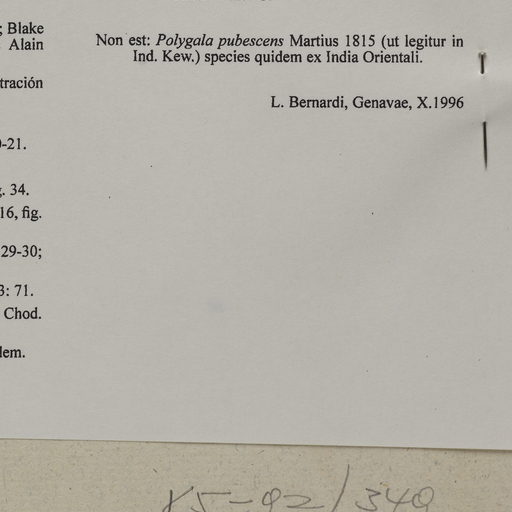 ; Blake
Alain
tración
-21.
. 34.
16, fig.
29-30;
3: 71.
Chod.
lem.
Non est: Polygala pubescens Martius 1815 (ut legitur in
Ind. Kew.) species quidem ex India Orientali.
L. Bernardi, Genavae, X.1996